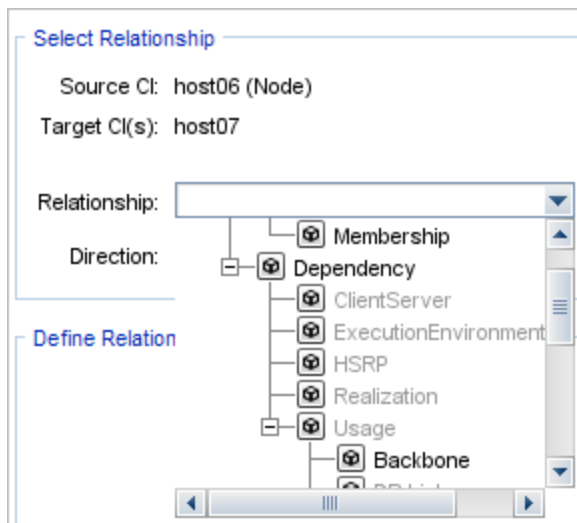 Select Relationship
Source CI: host06 (Node)
Target CI(s): host07
Relationship:
Membership
Direction:
Dependency
ClientServer
ExecutionEnvironment
Define Relation
HSRP
Realization
Usage
Backbone